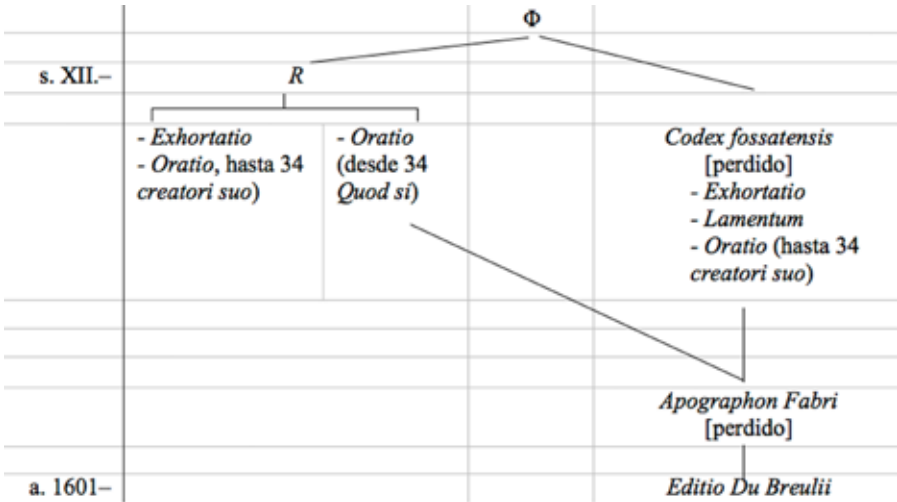 Φ
s. XII.–
R
- Exhortatio
- Oratio, hasta 34
creatori suo)
- Oratio
(desde 34
Quod si)
Codex fossatensis
[perdido]
- Exhortatio
- Lamentum
- Oratio (hasta 34
creatori suo)
Apographon Fabri
[perdido]
a. 1601–
Editio Du Breulii